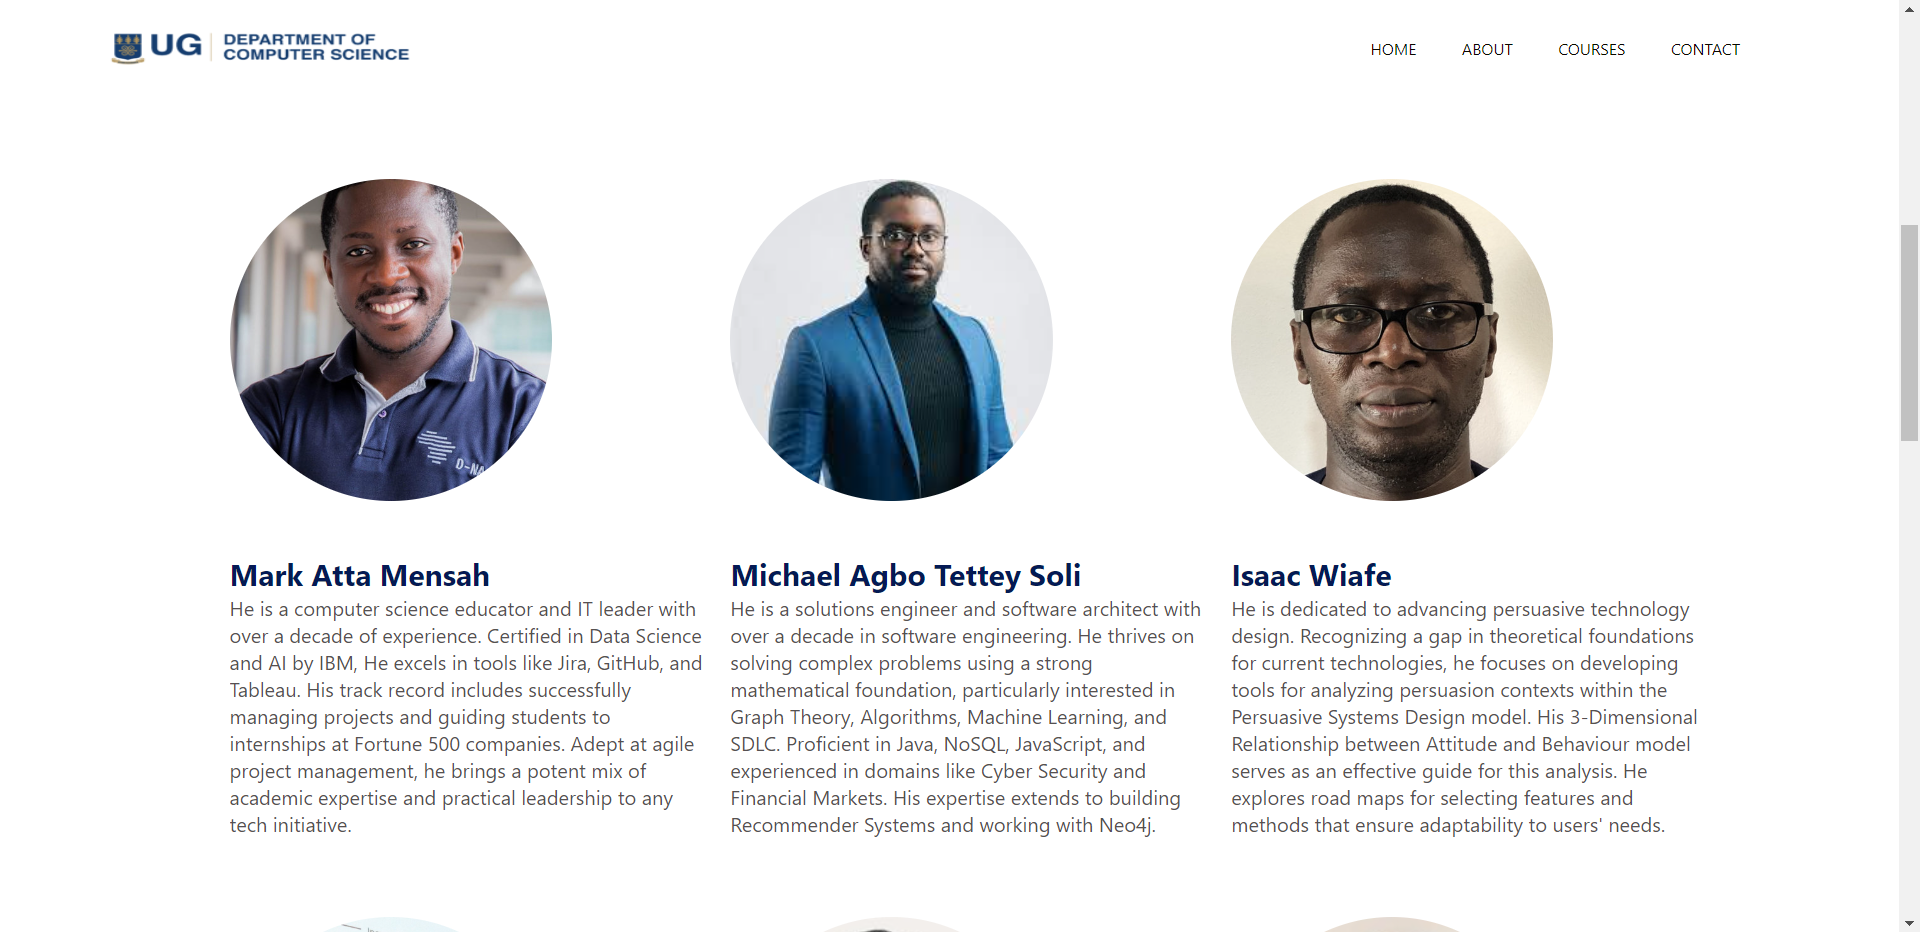 UG
DEPARTMENT OF
COMPUTER SCIENCE
HOME ABOUT COURSES CONTACT
Mark Atta Mensah
He is a computer science educator and IT leader with
over a decade of experience. Certified in Data Science
and AI by IBM, He excels in tools like Jira, GitHub, and
Tableau. His track record includes successfully
managing projects and guiding students to
internships at Fortune 500 companies. Adept at agile
project management, he brings a potent mix of
academic expertise and practical leadership to any
tech initiative.
Michael Agbo Tettey Soli
He is a solutions engineer and software architect with
over a decade in software engineering. He thrives on
solving complex problems using a strong
mathematical foundation, particularly interested in
Graph Theory, Algorithms, Machine Learning, and
SDLC. Proficient in Java, NoSQL, JavaScript, and
experienced in domains like Cyber Security and
Financial Markets. His expertise extends to building
Recommender Systems and working with Neo4j.
Isaac Wiafe
He is dedicated to advancing persuasive technology
design. Recognizing a gap in theoretical foundations
for current technologies, he focuses on developing
tools for analyzing persuasion contexts within the
Persuasive Systems Design model. His 3-Dimensional
Relationship between Attitude and Behaviour model
serves as an effective guide for this analysis. He
explores road maps for selecting features and
methods that ensure adaptability to users' needs.